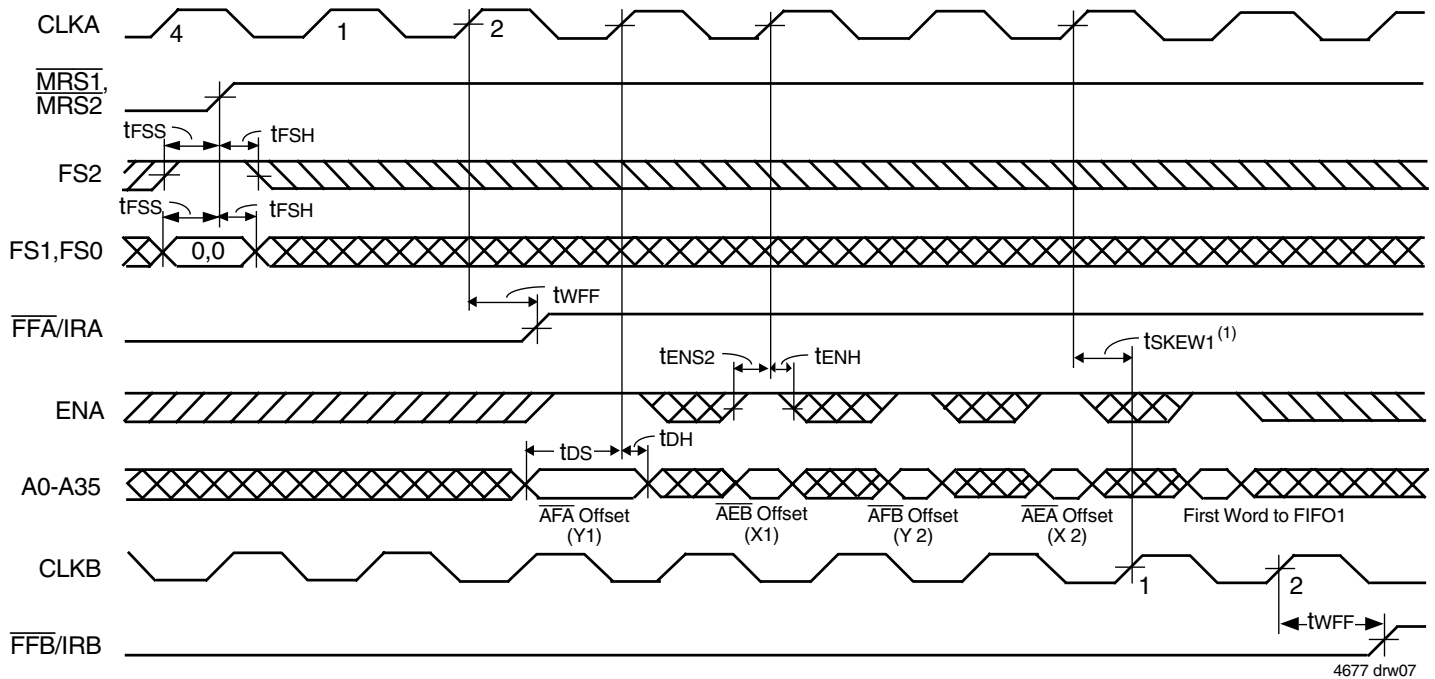 CLKA 4 1 2
MRS1,
MRS2
tFSS tFSH
FS2
tFSS tFSH
FS1,FS0 0,0
tWFF
FFA/IRA
tSKEW1 (1)
tENS2 tENH
ENA
tDS tDH
A0-A35
AFA Offset
(Y1)
AEB Offset
(X1)
AFB Offset
(Y 2)
AEA Offset
(X 2)
First Word to FIFO1
CLKB 1 2
tWFF
FFB/IRB
4677 drw07